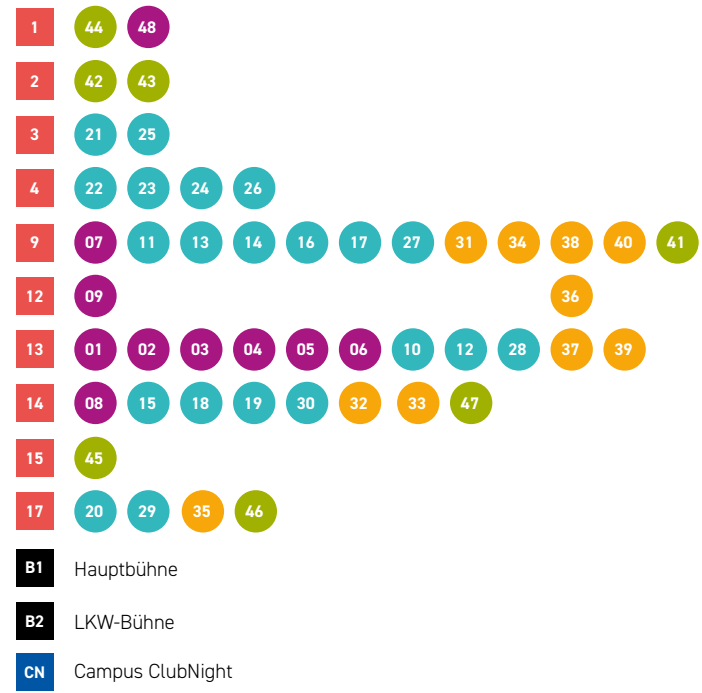 1 44 48
2 42 43
3 21 25
4 22 23 24 26
9 07 11 13 14 16 17 27 31 34 38 40 41
12 09 36
13 01 02 03 04 05 06 10 12 28 37 39
14 08 15 18 19 30 32 33 47
15 45
17 20 29 35 46
B1 Hauptbühne
B2 LKW-Bühne
CN Campus ClubNight